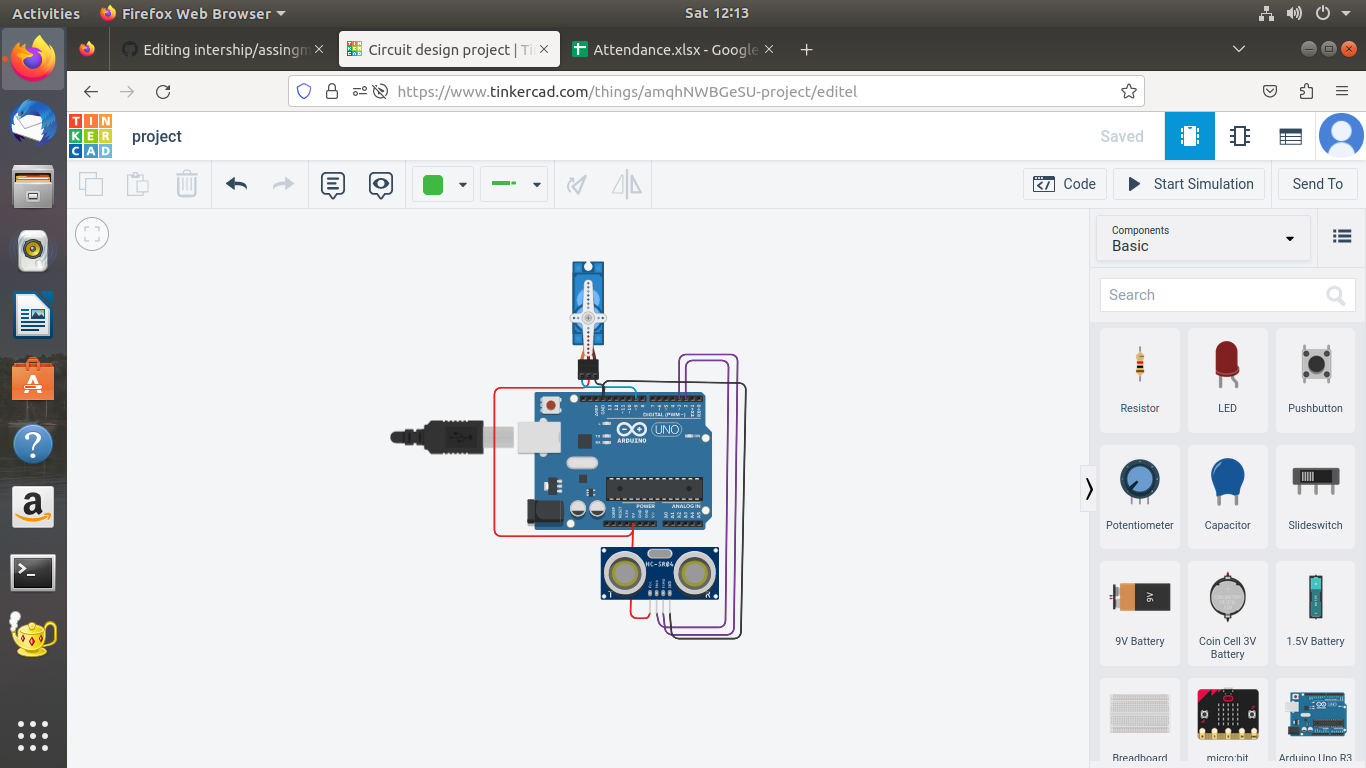 Activities
Firefox Web Browser
Sat 12:13
Editing intership/assingm
Circuit design project | Ti
Attendance.xlsx - Google
https://www.tinkercad.com/things/amqhNWBGeSU-project/editel
TIN
KER
CAD
project
Saved
Code
Start Simulation
Send To
Components
Basic
Search
Resistor
LED
Pushbutton
Potentiometer
Capacitor
Slideswitch
9V
9V Battery
Coin Cell 3V
Battery
1.5V Battery
Breadboard
micro:bit
Arduino Uno R3
DIGITAL (PWM~)
UNO
ARDUINO
POWER
ANALOG IN
HC-SR04
T
R